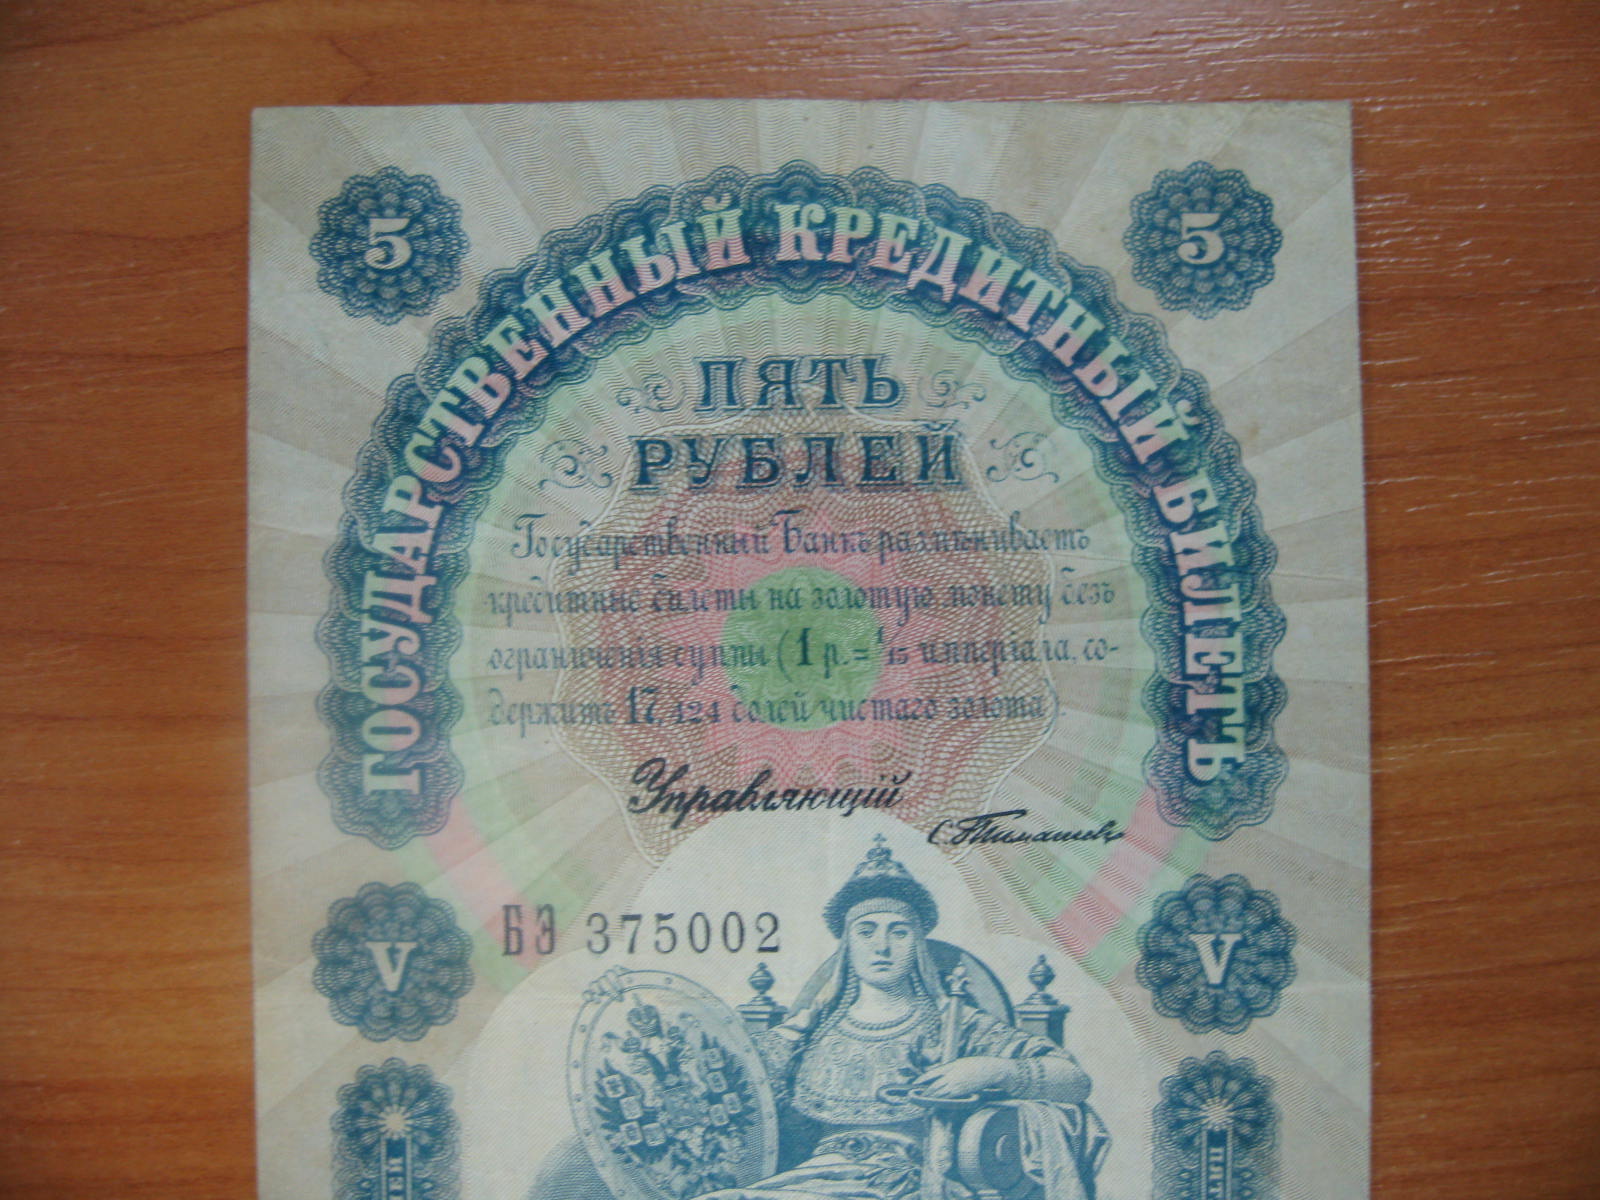 5 5
ГОСУДАРСТВЕННЫЙ КРЕДИТНЫЙ БИЛЕТЪ
ПЯТЬ
РУБЛЕЙ
Государственный Банкъ размѣниваетъ
кредитные билеты на золотую монету безъ
ограниченія суммы (1 р. = 1/15 имперіала, со-
держитъ 17,424 долей чистаго золота).
Управляющій
С. Тимашевъ
БЭ 375002
V V